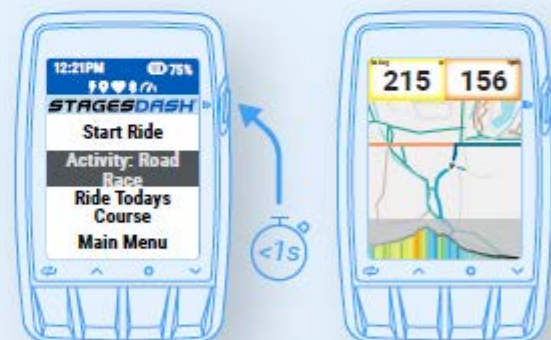 12:21PM 75%
STAGESDASH
Start Ride
Activity: Road
Race
Ride Todays
Course
Main Menu
<1s
215 156